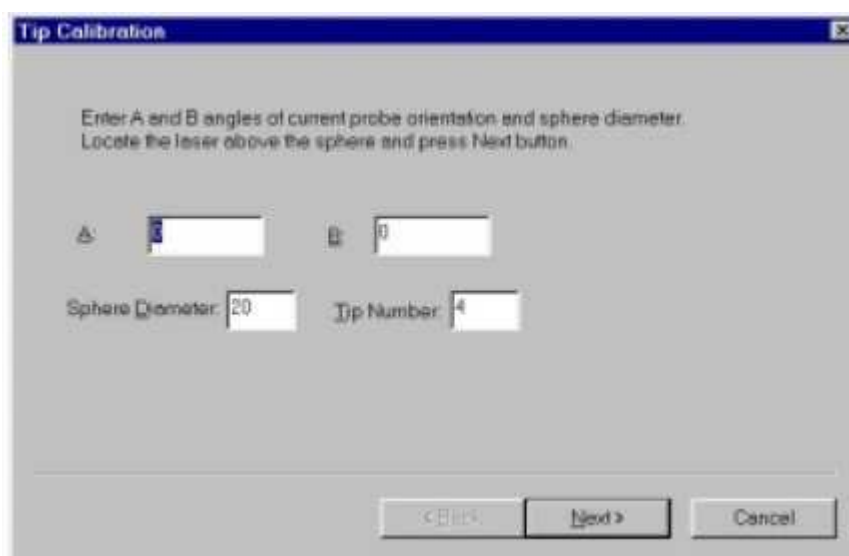 Tip Calibration
Enter A and B angles of current probe orientation and sphere diameter.
Locate the laser above the sphere and press Next button.
A: 0 B: 0
Sphere Diameter: 20 Tip Number: 4
< Back Next > Cancel